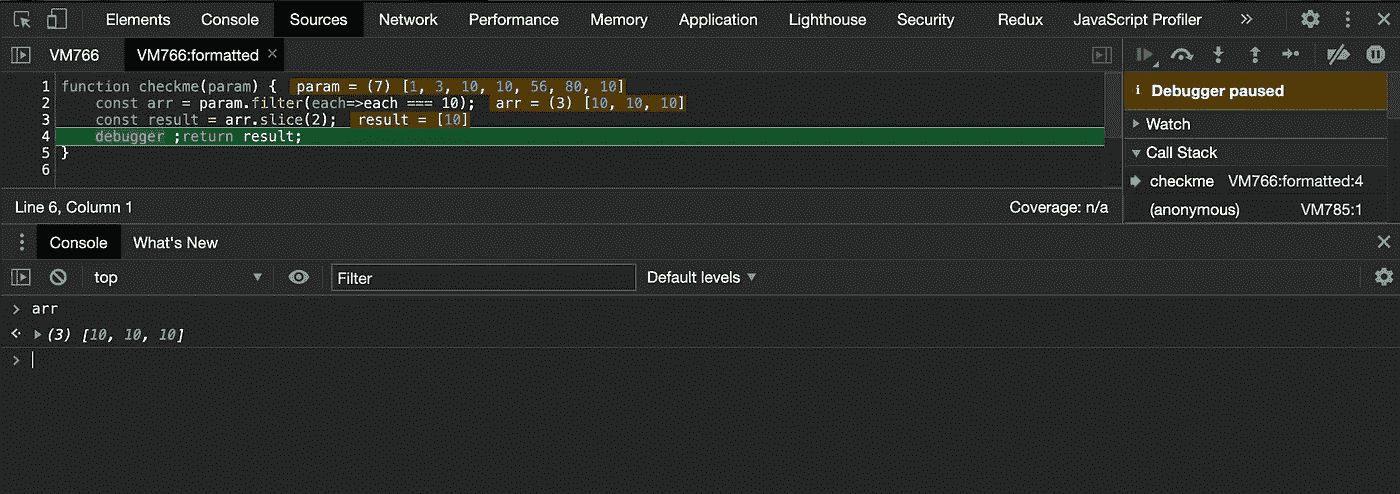 Elements Console Sources Network Performance Memory Application Lighthouse Security Redux JavaScript Profiler »
VM766 VM766:formatted ×
1 function checkme(param) { param = (7) [1, 3, 10, 10, 56, 80, 10]
2 const arr = param.filter(each=>each === 10); arr = (3) [10, 10, 10]
3 const result = arr.slice(2); result = [10]
4 debugger ;return result;
5 }
6
Line 6, Column 1 Coverage: n/a
i Debugger paused
Watch
Call Stack
checkme VM766:formatted:4
(anonymous) VM785:1
Console What's New
top Filter Default levels
> arr
(3) [10, 10, 10]
>